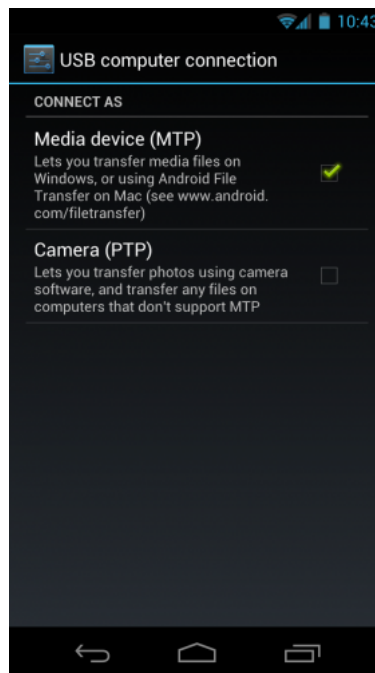 10:43
USB computer connection
CONNECT AS
Media device (MTP)
Lets you transfer media files on
Windows, or using Android File
Transfer on Mac (see www.android.
com/filetransfer)
Camera (PTP)
Lets you transfer photos using camera
software, and transfer any files on
computers that don't support MTP